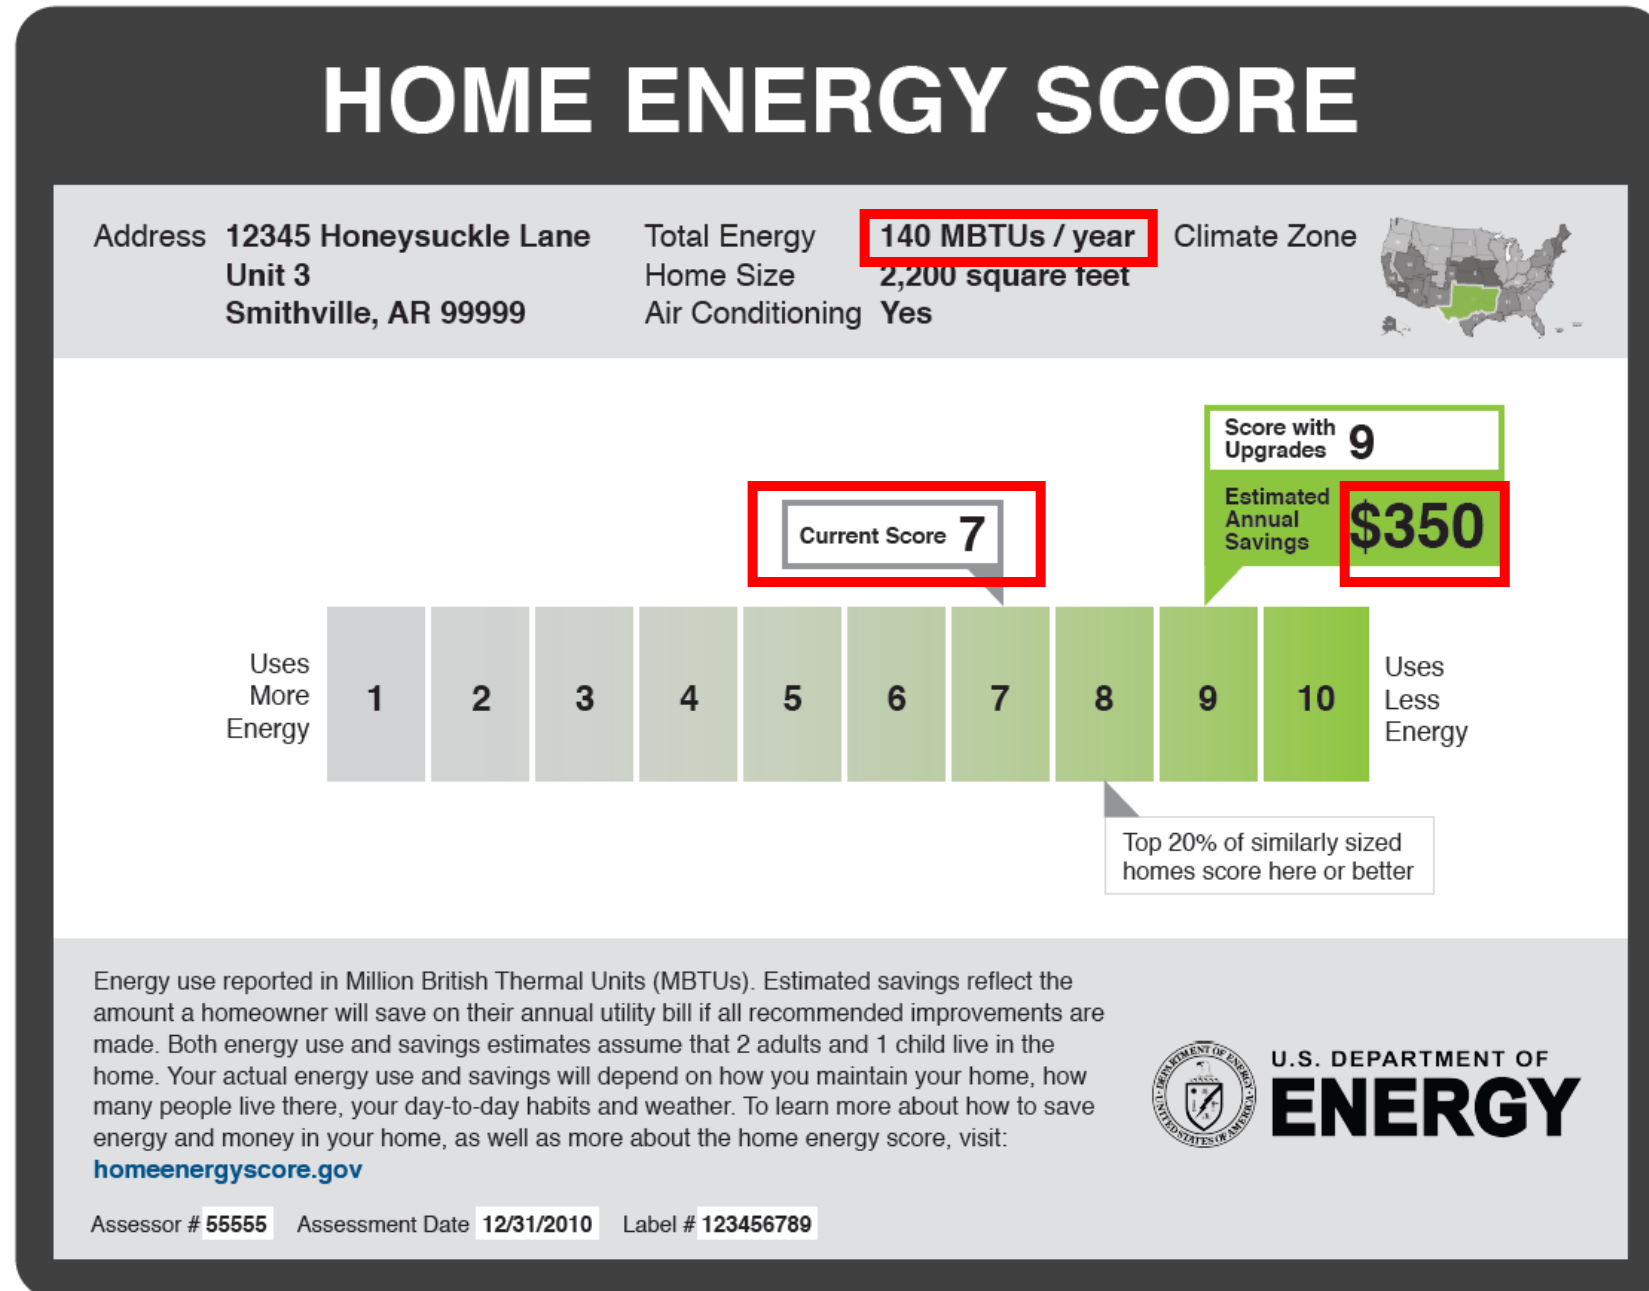 HOME ENERGY SCORE
Address 12345 Honeysuckle Lane
Unit 3
Smithville, AR 99999
Total Energy 140 MBTUs / year
Home Size 2,200 square feet
Air Conditioning Yes
Climate Zone
Score with
Upgrades 9
Estimated
Annual
Savings $350
Current Score 7
Uses
More
Energy
1 2 3 4 5 6 7 8 9 10
Uses
Less
Energy
Top 20% of similarly sized
homes score here or better
Energy use reported in Million British Thermal Units (MBTUs). Estimated savings reflect the
amount a homeowner will save on their annual utility bill if all recommended improvements are
made. Both energy use and savings estimates assume that 2 adults and 1 child live in the
home. Your actual energy use and savings will depend on how you maintain your home, how
many people live there, your day-to-day habits and weather. To learn more about how to save
energy and money in your home, as well as more about the home energy score, visit:
homeenergyscore.gov
DEPARTMENT OF ENERGY
UNITED STATES OF AMERICA
U.S. DEPARTMENT OF
ENERGY
Assessor # 55555 Assessment Date 12/31/2010 Label # 123456789